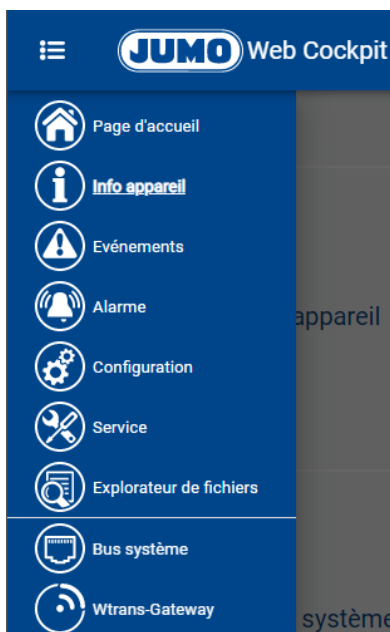 JUMO Web Cockpit
Page d'accueil
Info appareil
Evénements
Alarme
appareil
Configuration
Service
Explorateur de fichiers
Bus système
Wtrans-Gateway
système